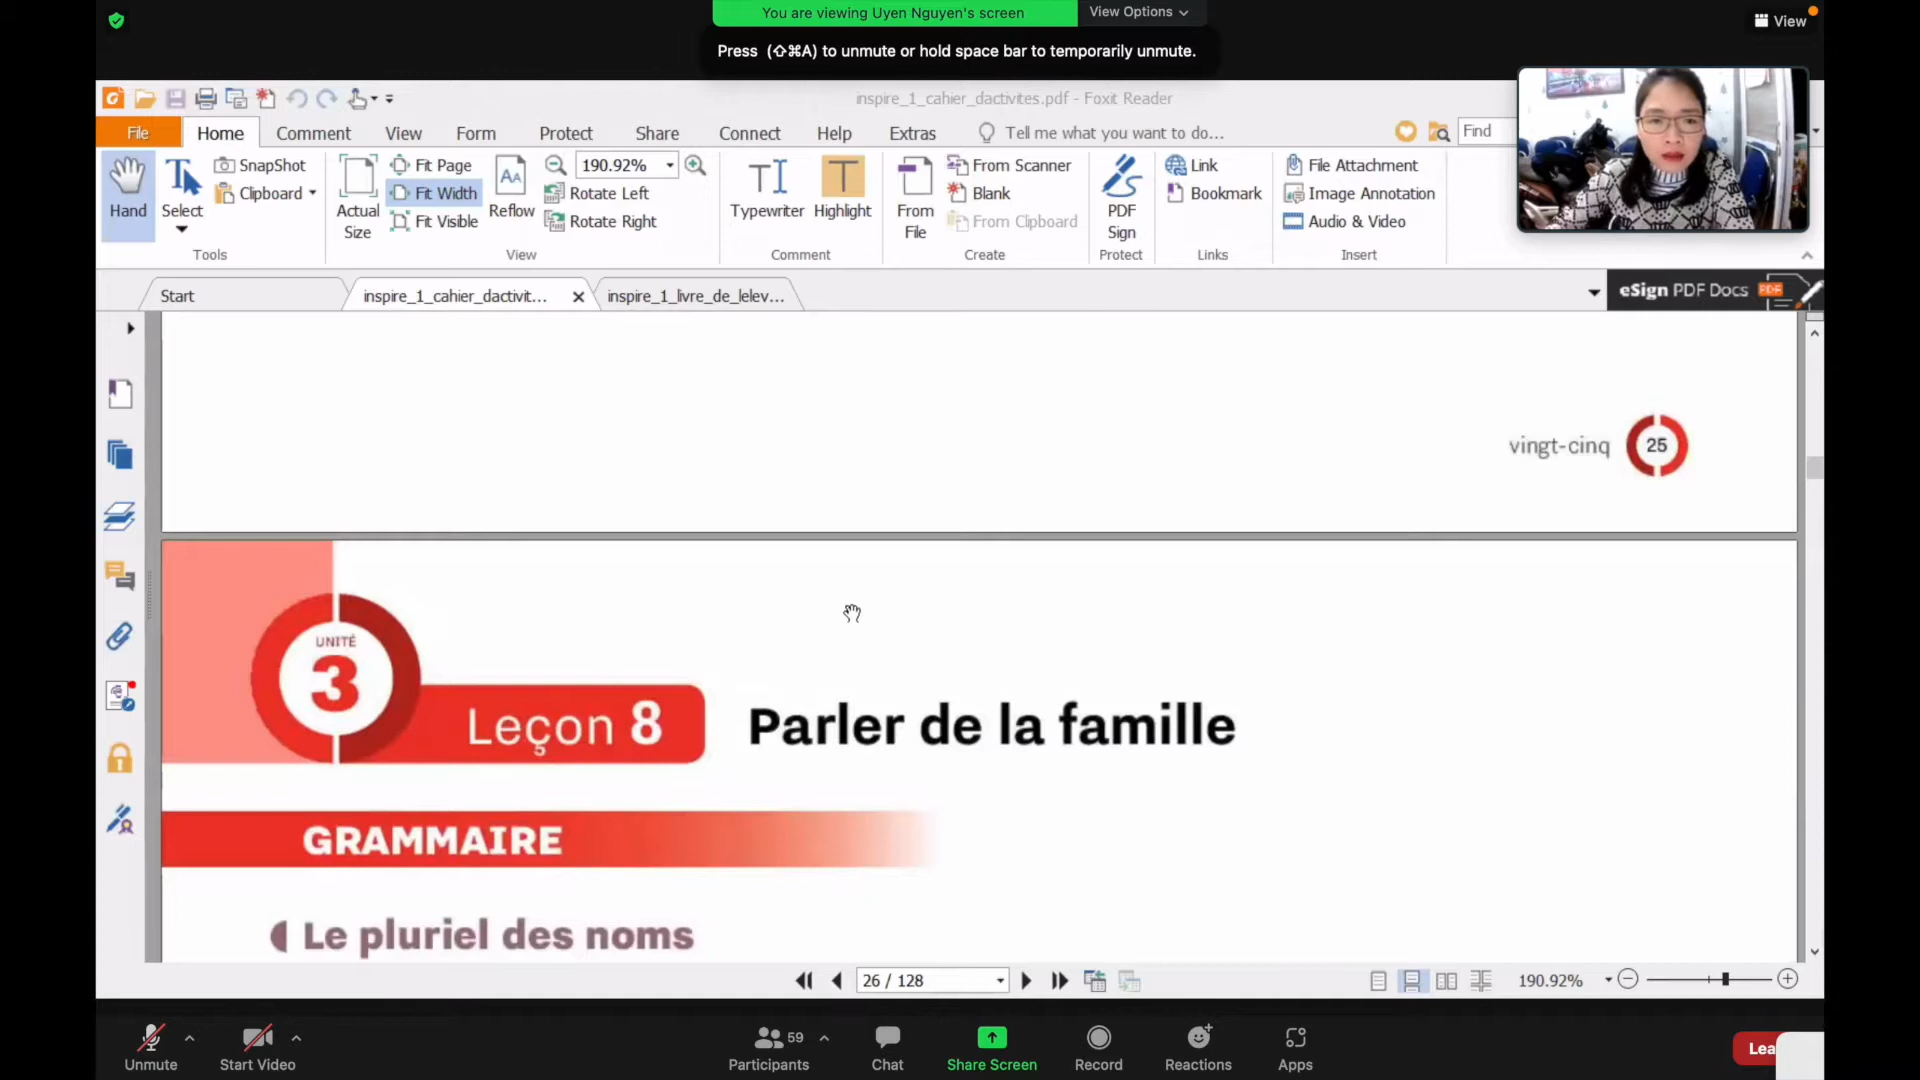 You are viewing Uyen Nguyen's screen
View Options
View
Press (⇧⌘A) to unmute or hold space bar to temporarily unmute.
inspire_1_cahier_dactivites.pdf - Foxit Reader
File Home Comment View Form Protect Share Connect Help Extras Tell me what you want to do... Find
Hand
Select
SnapShot
Clipboard
Tools
Actual Size
Fit Page
Fit Width
Fit Visible
Reflow
190.92%
Rotate Left
Rotate Right
View
Typewriter
Highlight
Comment
From File
From Scanner
Blank
From Clipboard
Create
PDF Sign
Protect
Link
Bookmark
Links
File Attachment
Image Annotation
Audio & Video
Insert
Start
inspire_1_cahier_dactivit...
inspire_1_livre_de_lelev...
eSign PDF Docs PDF
vingt-cinq 25
UNITÉ
3
Leçon 8 Parler de la famille
GRAMMAIRE
Le pluriel des noms
26 / 128
190.92%
Unmute
Start Video
59
Participants
Chat
Share Screen
Record
Reactions
Apps
Lea